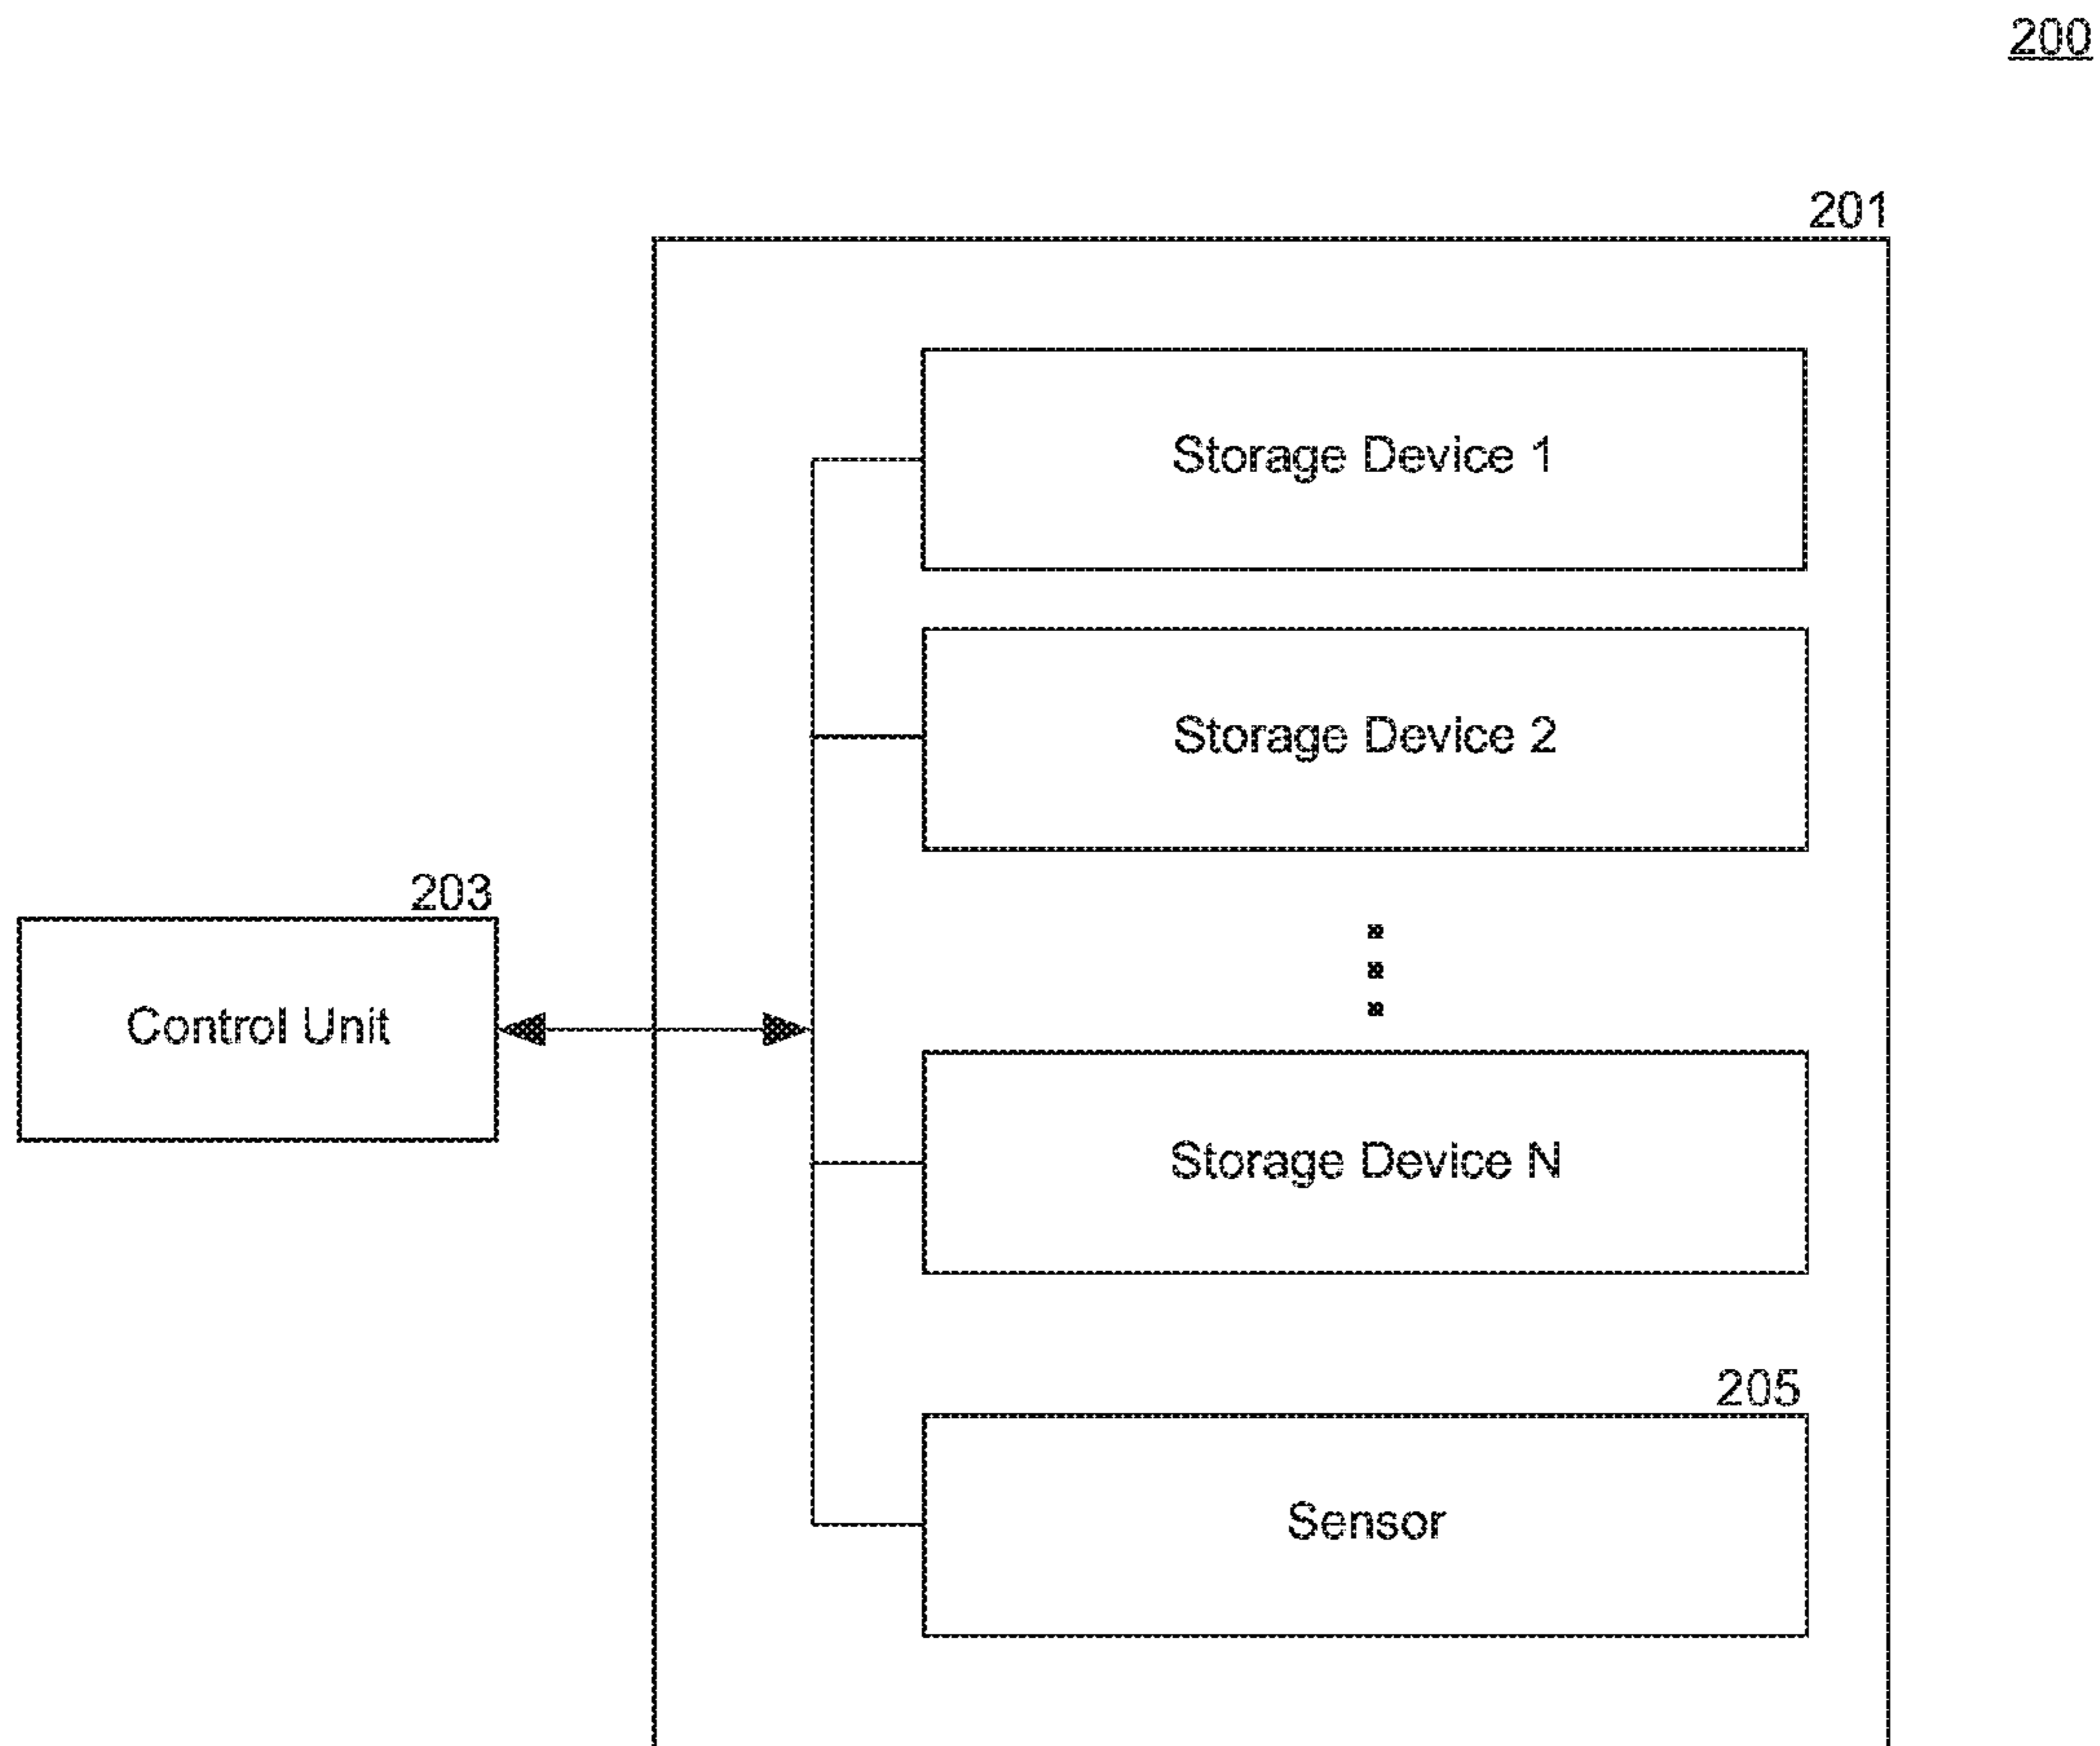 200
201
Storage Device 1
Storage Device 2
203
Control Unit
Storage Device N
205
Sensor